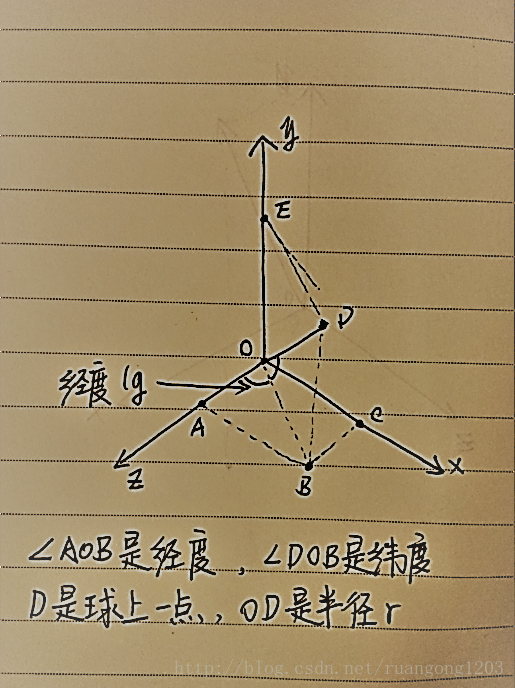 y
E
D
O
经度 lg
A
C
Z
B
X
∠AOB是经度，∠DOB是纬度
D是球上一点,，OD是半径r
http://blog.csdn.net/ruangong1203